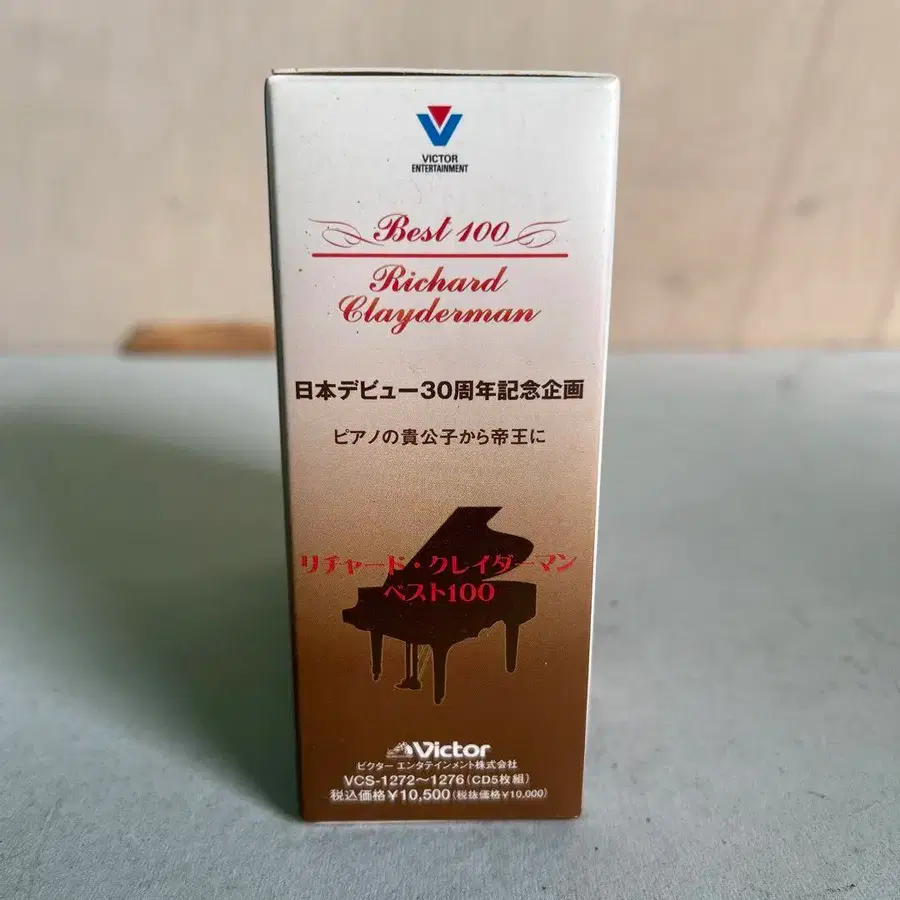 VICTOR
ENTERTAINMENT
Best 100
Richard
Clayderman
日本デビュー30周年記念企画
ピアノの貴公子から帝王に
リチャード・クレイダーマン
ベスト100
Victor
ビクター エンタテインメント株式会社
VCS-1272〜1276(CD5枚組)
税込価格¥10,500(税抜価格¥10,000)